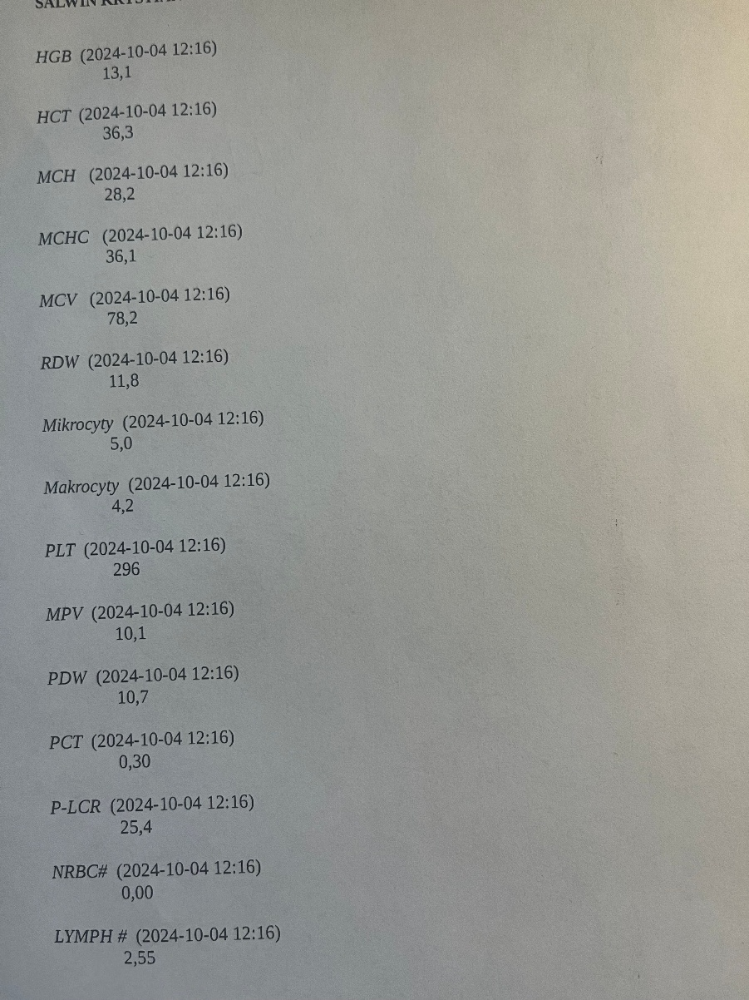 SALWIN
HGB (2024-10-04 12:16)
13,1
HCT (2024-10-04 12:16)
36,3
MCH (2024-10-04 12:16)
28,2
MCHC (2024-10-04 12:16)
36,1
MCV (2024-10-04 12:16)
78,2
RDW (2024-10-04 12:16)
11,8
Mikrocyty (2024-10-04 12:16)
5,0
Makrocyty (2024-10-04 12:16)
4,2
PLT (2024-10-04 12:16)
296
MPV (2024-10-04 12:16)
10,1
PDW (2024-10-04 12:16)
10,7
PCT (2024-10-04 12:16)
0,30
P-LCR (2024-10-04 12:16)
25,4
NRBC# (2024-10-04 12:16)
0,00
LYMPH # (2024-10-04 12:16)
2,55